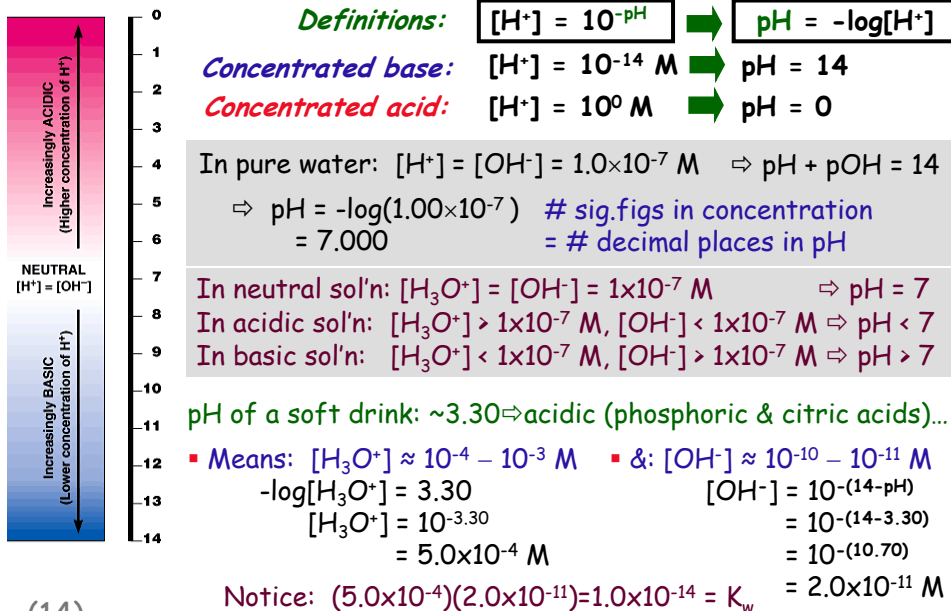 Definitions: [H⁺] = 10⁻ᵖᴴ ➡ pH = -log[H⁺]
Concentrated base: [H⁺] = 10⁻¹⁴ M ➡ pH = 14
Concentrated acid: [H⁺] = 10⁰ M ➡ pH = 0
Increasingly ACIDIC
(Higher concentration of H⁺)
NEUTRAL
[H⁺] = [OH⁻]
Increasingly BASIC
(Lower concentration of H⁺)
0
1
2
3
4
5
6
7
8
9
10
11
12
13
14
In pure water: [H⁺] = [OH⁻] = 1.0×10⁻⁷ M ⇨ pH + pOH = 14
⇨ pH = -log(1.00×10⁻⁷ ) # sig.figs in concentration
= 7.000 = # decimal places in pH
In neutral sol'n: [H₃O⁺] = [OH⁻] = 1x10⁻⁷ M ⇨ pH = 7
In acidic sol'n: [H₃O⁺] > 1x10⁻⁷ M, [OH⁻] < 1x10⁻⁷ M ⇨ pH < 7
In basic sol'n: [H₃O⁺] < 1x10⁻⁷ M, [OH⁻] > 1x10⁻⁷ M ⇨ pH > 7
pH of a soft drink: ~3.30⇨acidic (phosphoric & citric acids)…
▪ Means: [H₃O⁺] ≈ 10⁻⁴ – 10⁻³ M
-log[H₃O⁺] = 3.30
[H₃O⁺] = 10⁻³·³⁰
= 5.0x10⁻⁴ M
▪ &: [OH⁻] ≈ 10⁻¹⁰ – 10⁻¹¹ M
[OH⁻] = 10⁻⁽¹⁴⁻ᵖᴴ⁾
= 10⁻⁽¹⁴⁻³·³⁰⁾
= 10⁻⁽¹⁰·⁷⁰⁾
= 2.0x10⁻¹¹ M
Notice: (5.0x10⁻⁴)(2.0x10⁻¹¹)=1.0x10⁻¹⁴ = K_w
(14)